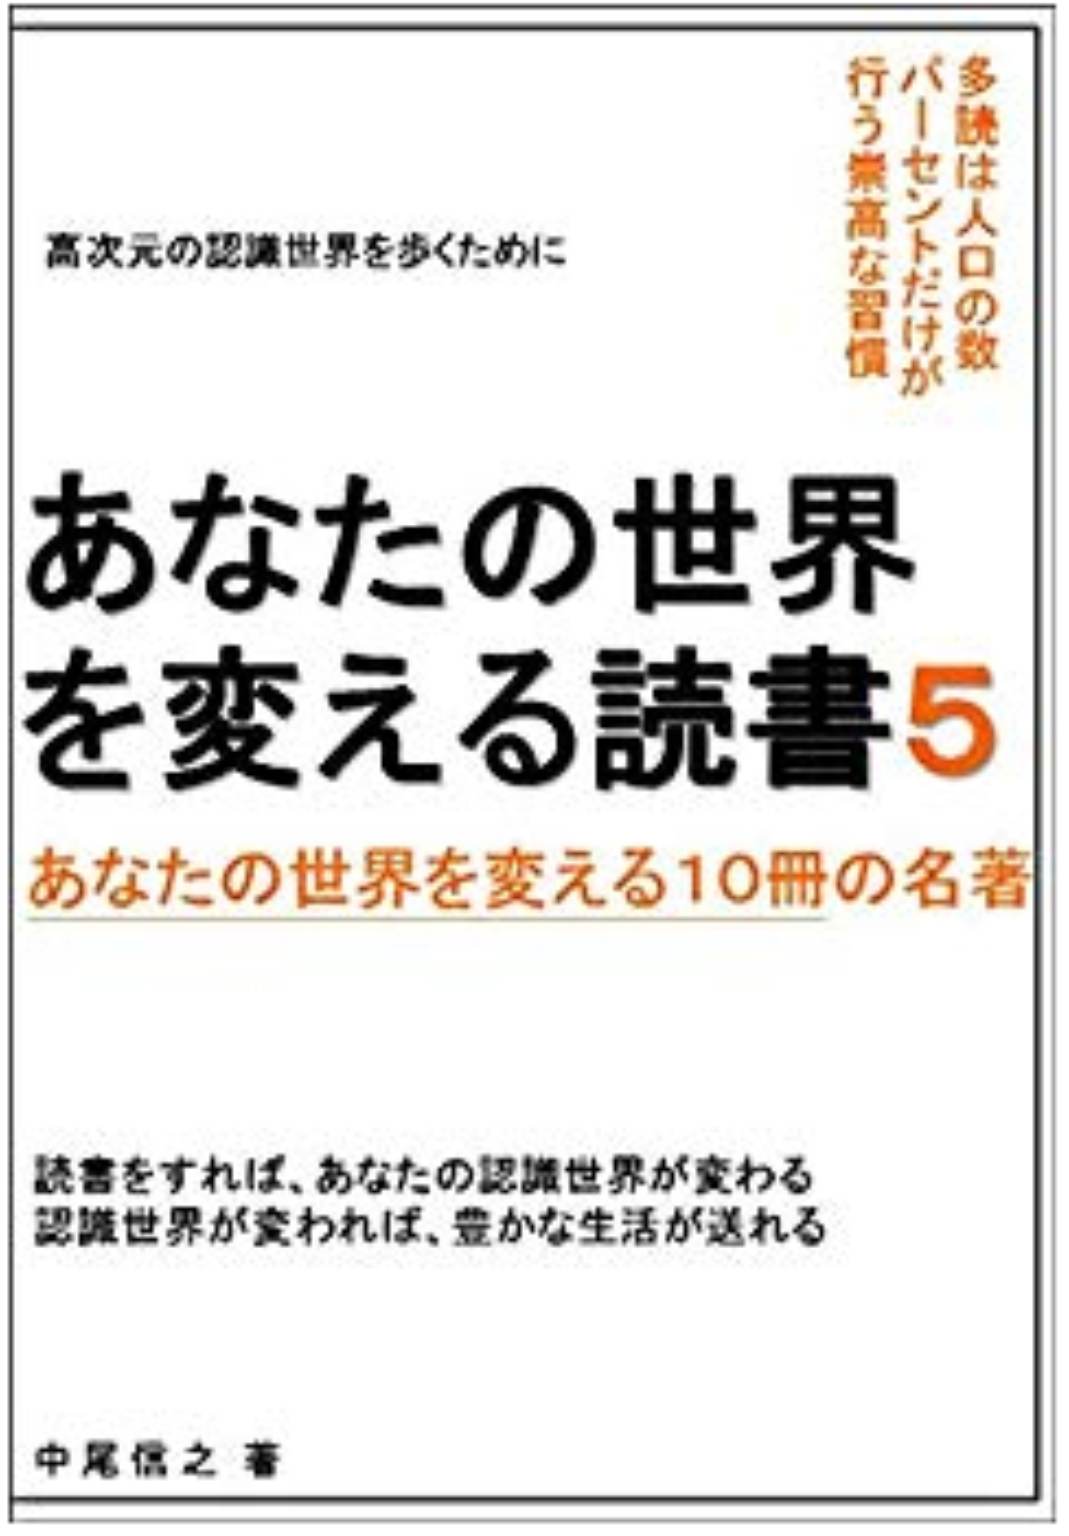 多読は人口の数
パーセントだけが
行う崇高な習慣
高次元の認識世界を歩くために
あなたの世界
を変える読書5
あなたの世界を変える10冊の名著
読書をすれば、あなたの認識世界が変わる
認識世界が変われば、豊かな生活が送れる
中尾信之 著